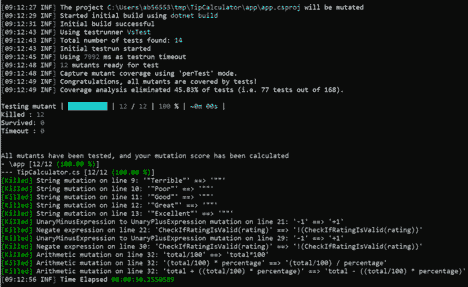 [09:12:27 INF] The project C:\Users\ab56553\tmp\TipCalculator\app\app.csproj will be mutated
[09:12:29 INF] Started initial build using dotnet build
[09:12:31 INF] Initial build successful
[09:12:43 INF] Using testrunner VsTest
[09:12:43 INF] Total number of tests found: 14
[09:12:43 INF] Initial testrun started
[09:12:48 INF] Using 7992 ms as testrun timeout
[09:12:48 INF] 12 mutants ready for test
[09:12:48 INF] Capture mutant coverage using 'perTest' mode.
[09:12:49 INF] Congratulations, all mutants are covered by tests!
[09:12:49 INF] Coverage analysis eliminated 45.83% of tests (i.e. 77 tests out of 168).
Testing mutant | | 12 / 12 | 100 % | ~0m 00s |
Killed : 12
Survived: 0
Timeout : 0
All mutants have been tested, and your mutation score has been calculated
- \app [12/12 (100.00 %)]
--- TipCalculator.cs [12/12 (100.00 %)]
[Killed] String mutation on line 9: '"Terrible"' ==> '""'
[Killed] String mutation on line 10: '"Poor"' ==> '""'
[Killed] String mutation on line 11: '"Good"' ==> '""'
[Killed] String mutation on line 12: '"Great"' ==> '""'
[Killed] String mutation on line 13: '"Excellent"' ==> '""'
[Killed] UnaryMinusExpression to UnaryPlusExpression mutation on line 21: '-1' ==> '+1'
[Killed] Negate expression on line 22: 'CheckIfRatingIsValid(rating)' ==> '!(CheckIfRatingIsValid(rating))'
[Killed] UnaryMinusExpression to UnaryPlusExpression mutation on line 29: '-1' ==> '+1'
[Killed] Negate expression on line 30: 'CheckIfRatingIsValid(rating)' ==> '!(CheckIfRatingIsValid(rating))'
[Killed] Arithmetic mutation on line 32: 'total/100' ==> 'total*100'
[Killed] Arithmetic mutation on line 32: '(total/100) * percentage' ==> '(total/100) / percentage'
[Killed] Arithmetic mutation on line 32: 'total + ((total/100) * percentage)' ==> 'total - ((total/100) * percentage)'
[09:12:56 INF] Time Elapsed